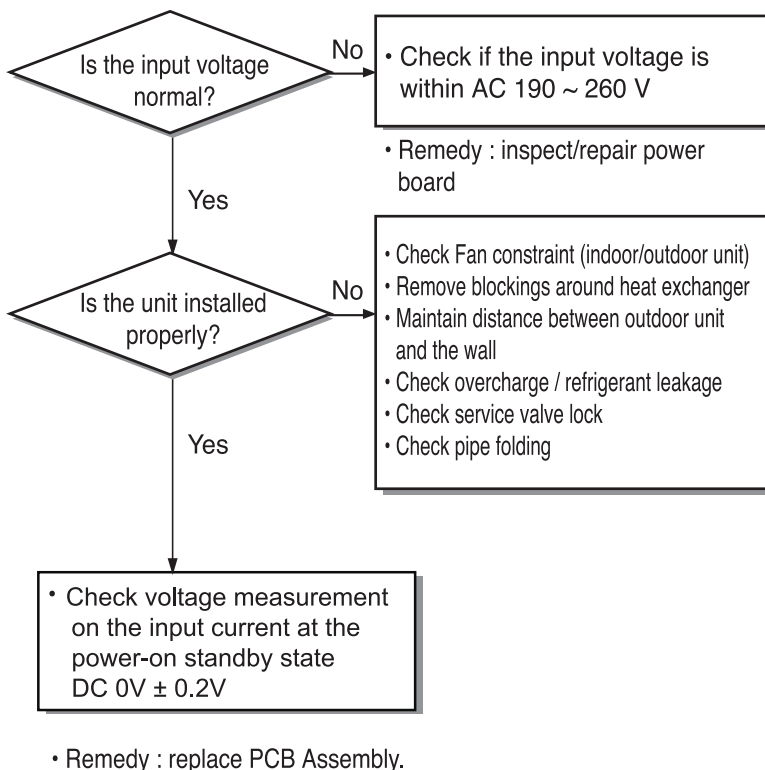 Is the input voltage
normal?
No
• Check if the input voltage is
within AC 190 ~ 260 V
• Remedy : inspect/repair power
board
Yes
Is the unit installed
properly?
No
• Check Fan constraint (indoor/outdoor unit)
• Remove blockings around heat exchanger
• Maintain distance between outdoor unit
and the wall
• Check overcharge / refrigerant leakage
• Check service valve lock
• Check pipe folding
Yes
• Check voltage measurement
on the input current at the
power-on standby state
DC 0V ± 0.2V
• Remedy : replace PCB Assembly.